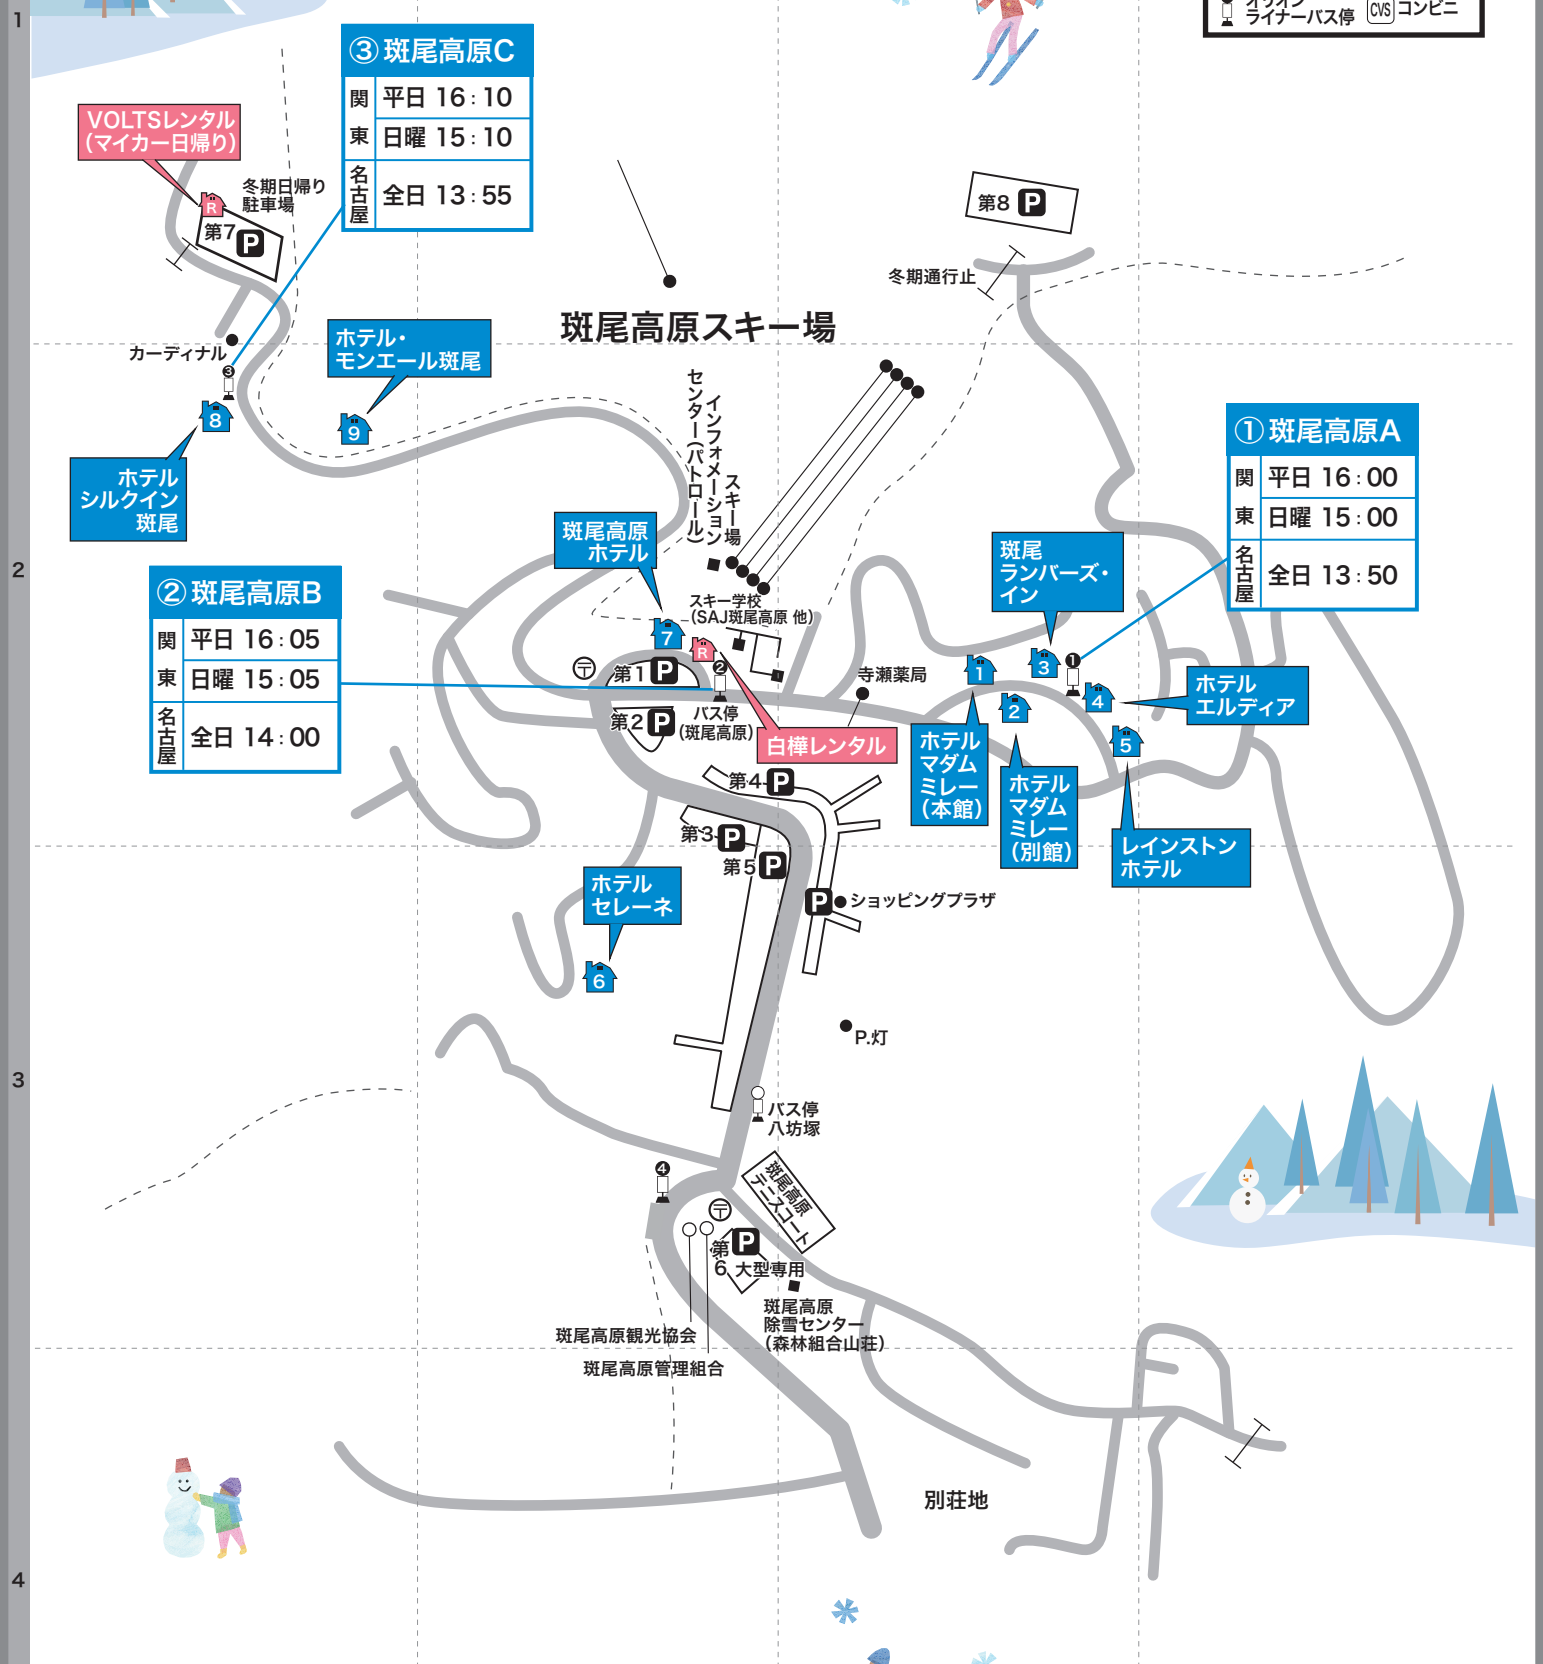 1
オリオン
ライナーバス停
CVS コンビニ
③ 斑尾高原C
関東
平日 16:10
日曜 15:10
名古屋
全日 13:55
VOLTSレンタル
(マイカー日帰り)
冬期日帰り
駐車場
R
第7 P
第8 P
冬期通行止
斑尾高原スキー場
カーディナル
3
8
ホテル・
モンエール斑尾
9
ホテル
シルクイン
斑尾
スキー場
インフォメーション
センター(パトロール)
① 斑尾高原A
関東
平日 16:00
日曜 15:00
名古屋
全日 13:50
2
斑尾高原
ホテル
7
斑尾
ランバーズ・
イン
② 斑尾高原B
関東
平日 16:05
日曜 15:05
名古屋
全日 14:00
スキー学校
(SAJ斑尾高原 他)
R
〒
第1 P
2
第2 P
バス停
(斑尾高原)
白樺レンタル
寺瀬薬局
1
3
1
2
4
5
ホテル
エルディア
ホテル
マダム
ミレー
(本館)
ホテル
マダム
ミレー
(別館)
レインストン
ホテル
第4 P
第3 P
第5 P
ホテル
セレーネ
6
P ショッピングプラザ
P.灯
3
バス停
八坊塚
4
斑尾高原
テニスコート
〒
第6 P
大型専用
斑尾高原
除雪センター
(森林組合山荘)
斑尾高原観光協会
斑尾高原管理組合
別荘地
4